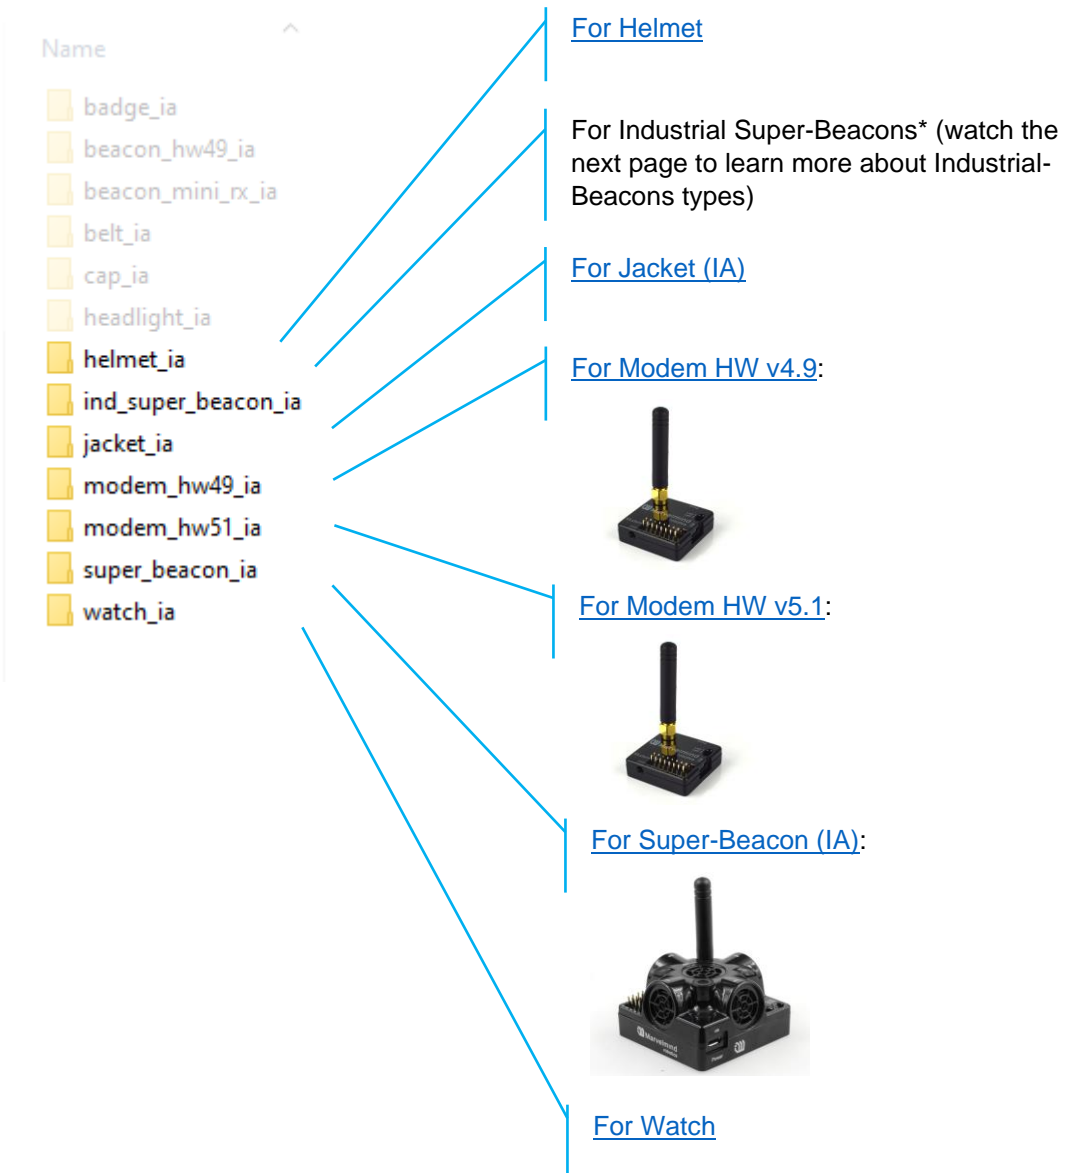 Name
badge_ia
beacon_hw49_ia
beacon_mini_rx_ia
belt_ia
cap_ia
headlight_ia
helmet_ia
ind_super_beacon_ia
jacket_ia
modem_hw49_ia
modem_hw51_ia
super_beacon_ia
watch_ia
For Helmet
For Industrial Super-Beacons* (watch the
next page to learn more about Industrial-
Beacons types)
For Jacket (IA)
For Modem HW v4.9:
For Modem HW v5.1:
For Super-Beacon (IA):
Marvelmind
Power
For Watch